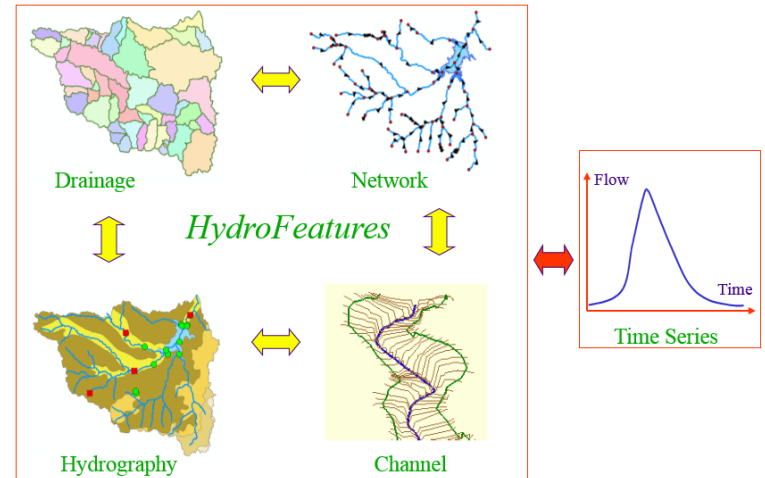 Drainage
Network
HydroFeatures
Hydrography
Channel
Flow
Time
Time Series